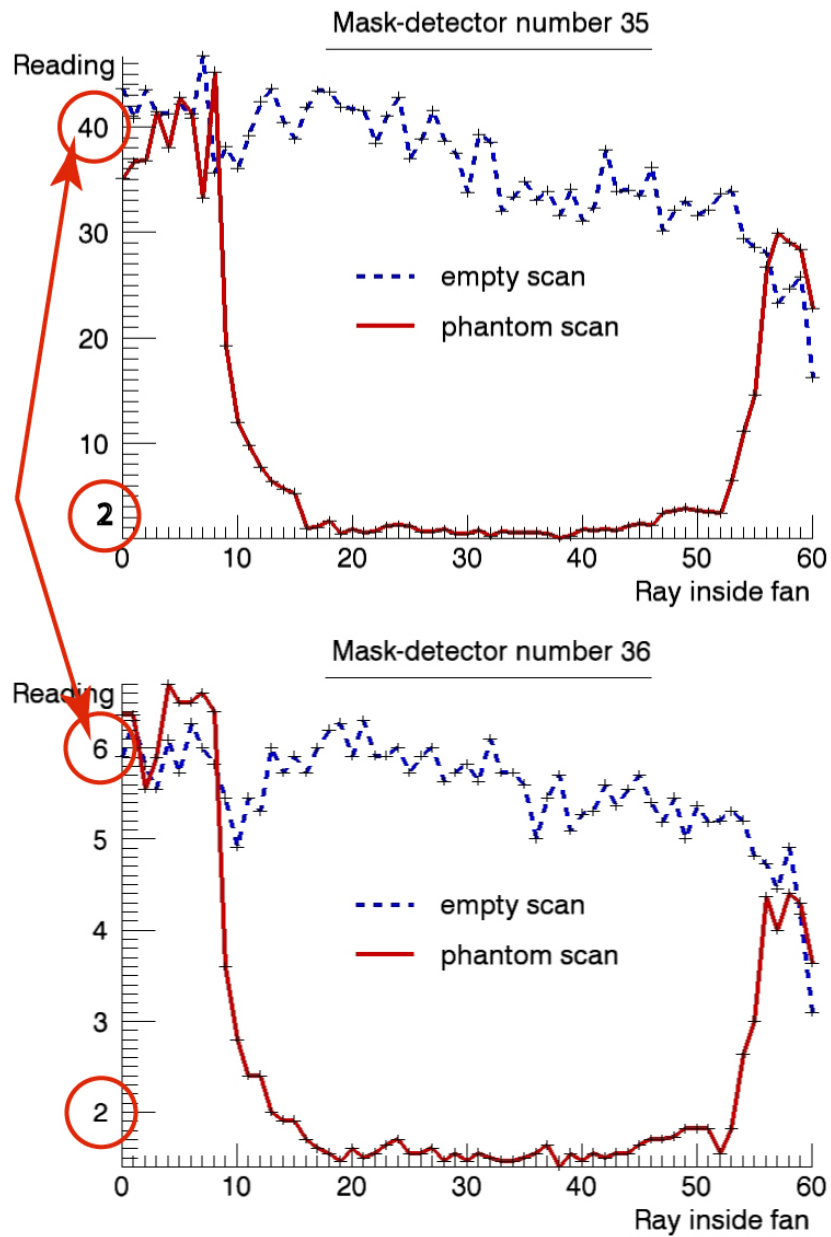 Mask-detector number 35
Reading
40
30
20
10
2
empty scan
phantom scan
0 10 20 30 40 50 60
Ray inside fan
Mask-detector number 36
Reading
6
5
4
3
2
empty scan
phantom scan
0 10 20 30 40 50 60
Ray inside fan